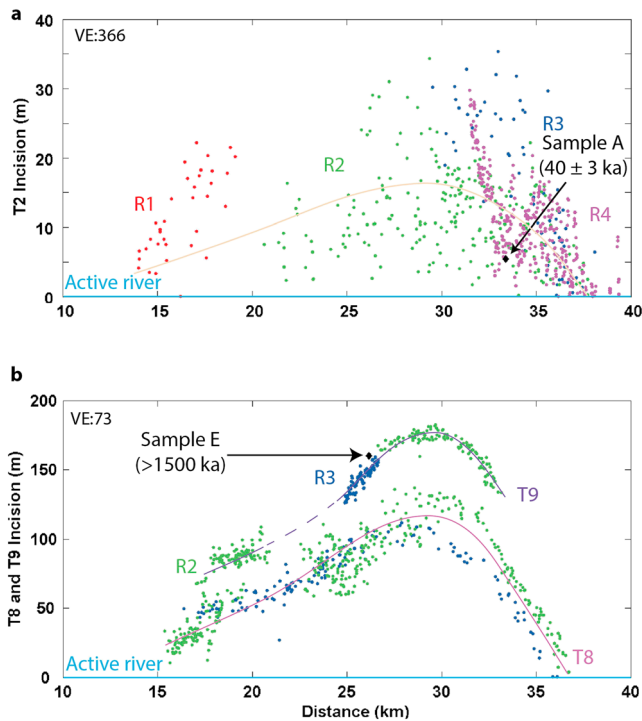 a
VE:366
40
30
20
10
0
T2 Incision (m)
R1
R2
R3
Sample A
(40 ± 3 ka)
R4
Active river
10
15
20
25
30
35
40
b
VE:73
200
150
100
50
0
T8 and T9 Incision (m)
Sample E
(>1500 ka)
R3
R2
T9
T8
Active river
10
15
20
25
30
35
40
Distance (km)